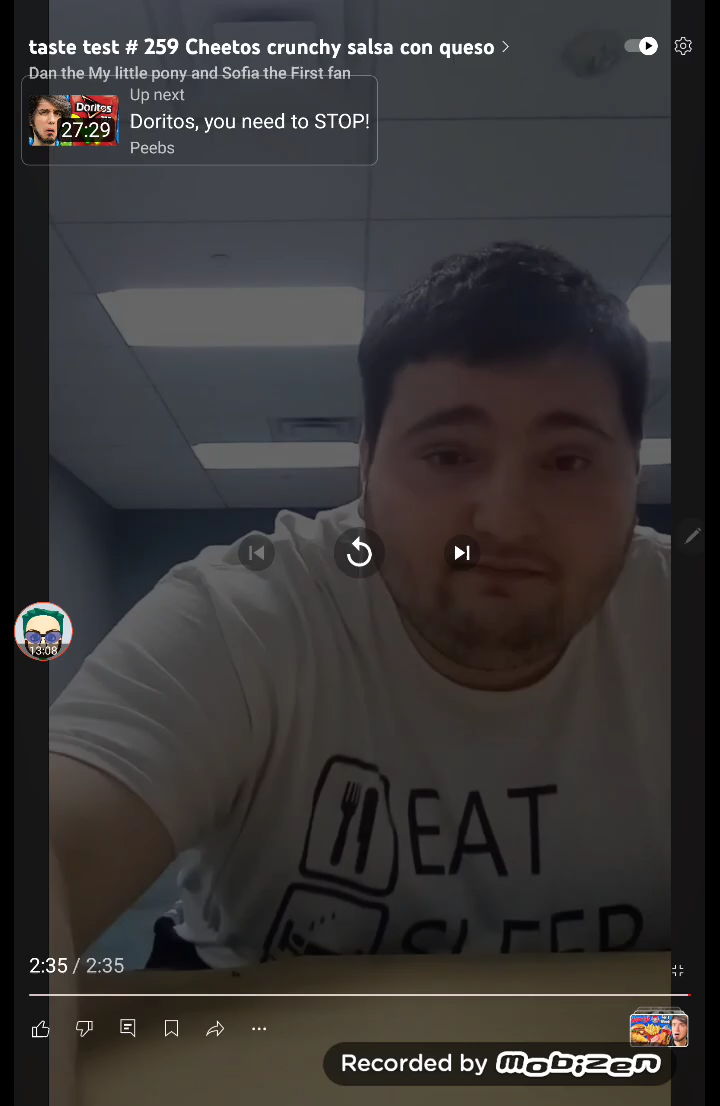 taste test # 259 Cheetos crunchy salsa con queso
Dan the My little pony and Sofia the First fan
Up next
Doritos
27:29
Doritos, you need to STOP!
Peebs
13:08
EAT
SLEEP
2:35 / 2:35
Recorded by Mobizen